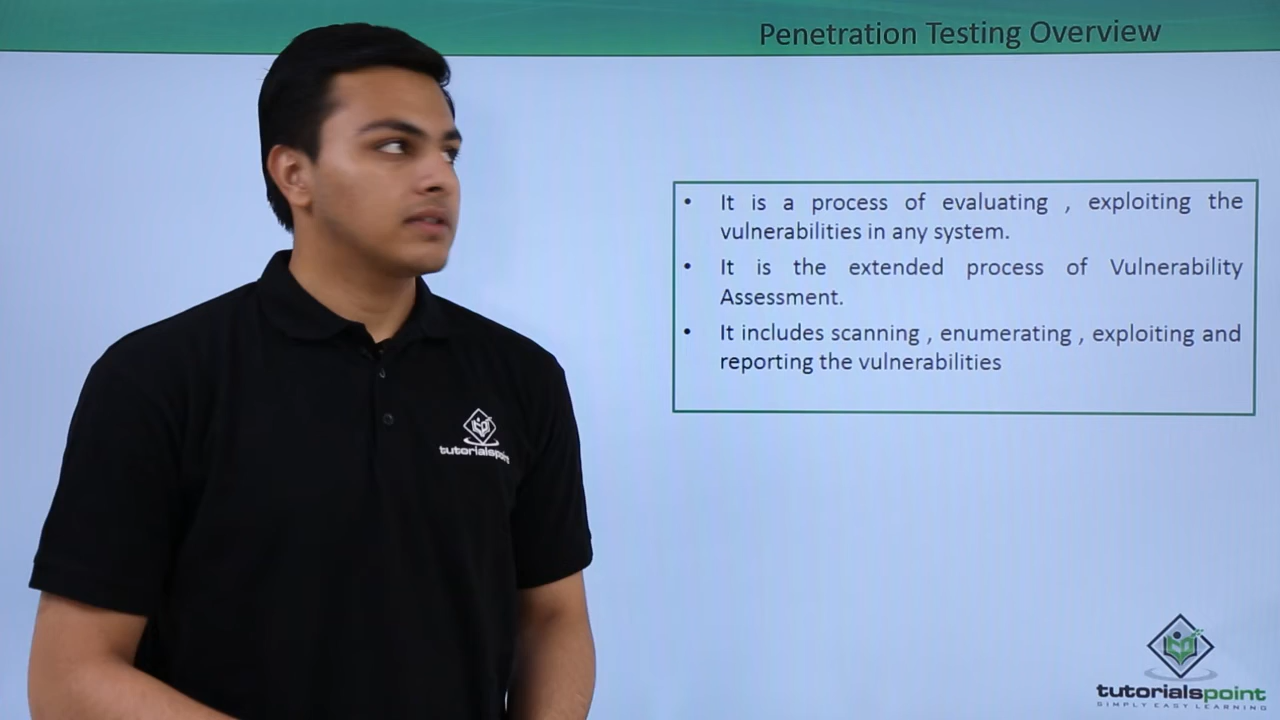 Penetration Testing Overview
• It is a process of evaluating , exploiting the
vulnerabilities in any system.
• It is the extended process of Vulnerability
Assessment.
• It includes scanning , enumerating , exploiting and
reporting the vulnerabilities
tutorialspoint
tutorialspoint
SIMPLY EASY LEARNING